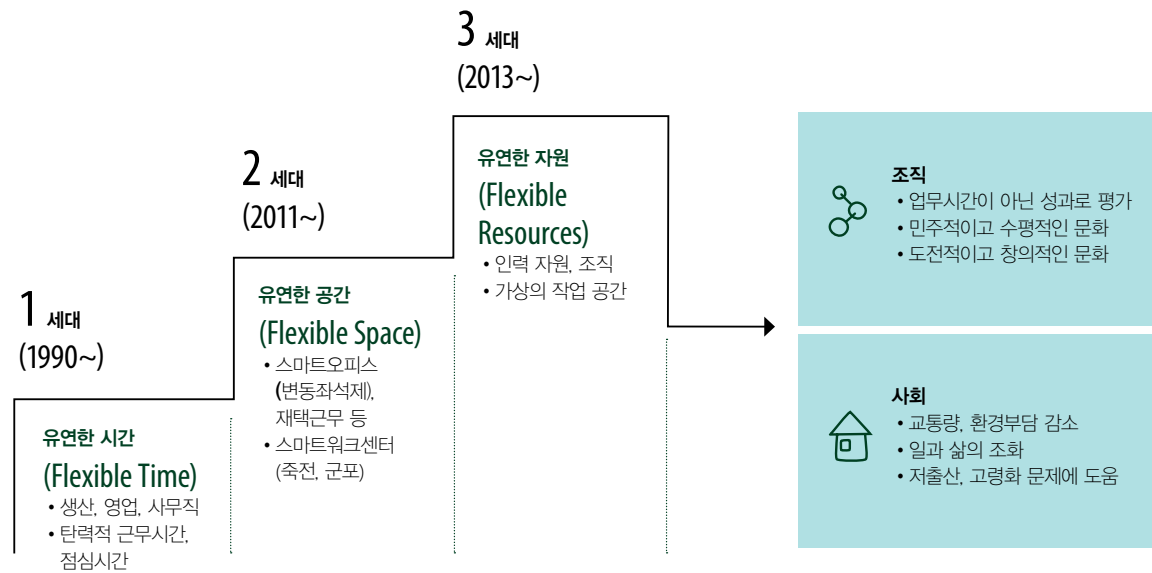 1 세대
(1990~)
유연한 시간
(Flexible Time)
• 생산, 영업, 사무직
• 탄력적 근무시간,
점심시간
2 세대
(2011~)
유연한 공간
(Flexible Space)
• 스마트오피스
(변동좌석제),
재택근무 등
• 스마트워크센터
(죽전, 군포)
3 세대
(2013~)
유연한 자원
(Flexible
Resources)
• 인력 자원, 조직
• 가상의 작업 공간
조직
• 업무시간이 아닌 성과로 평가
• 민주적이고 수평적인 문화
• 도전적이고 창의적인 문화
사회
• 교통량, 환경부담 감소
• 일과 삶의 조화
• 저출산, 고령화 문제에 도움